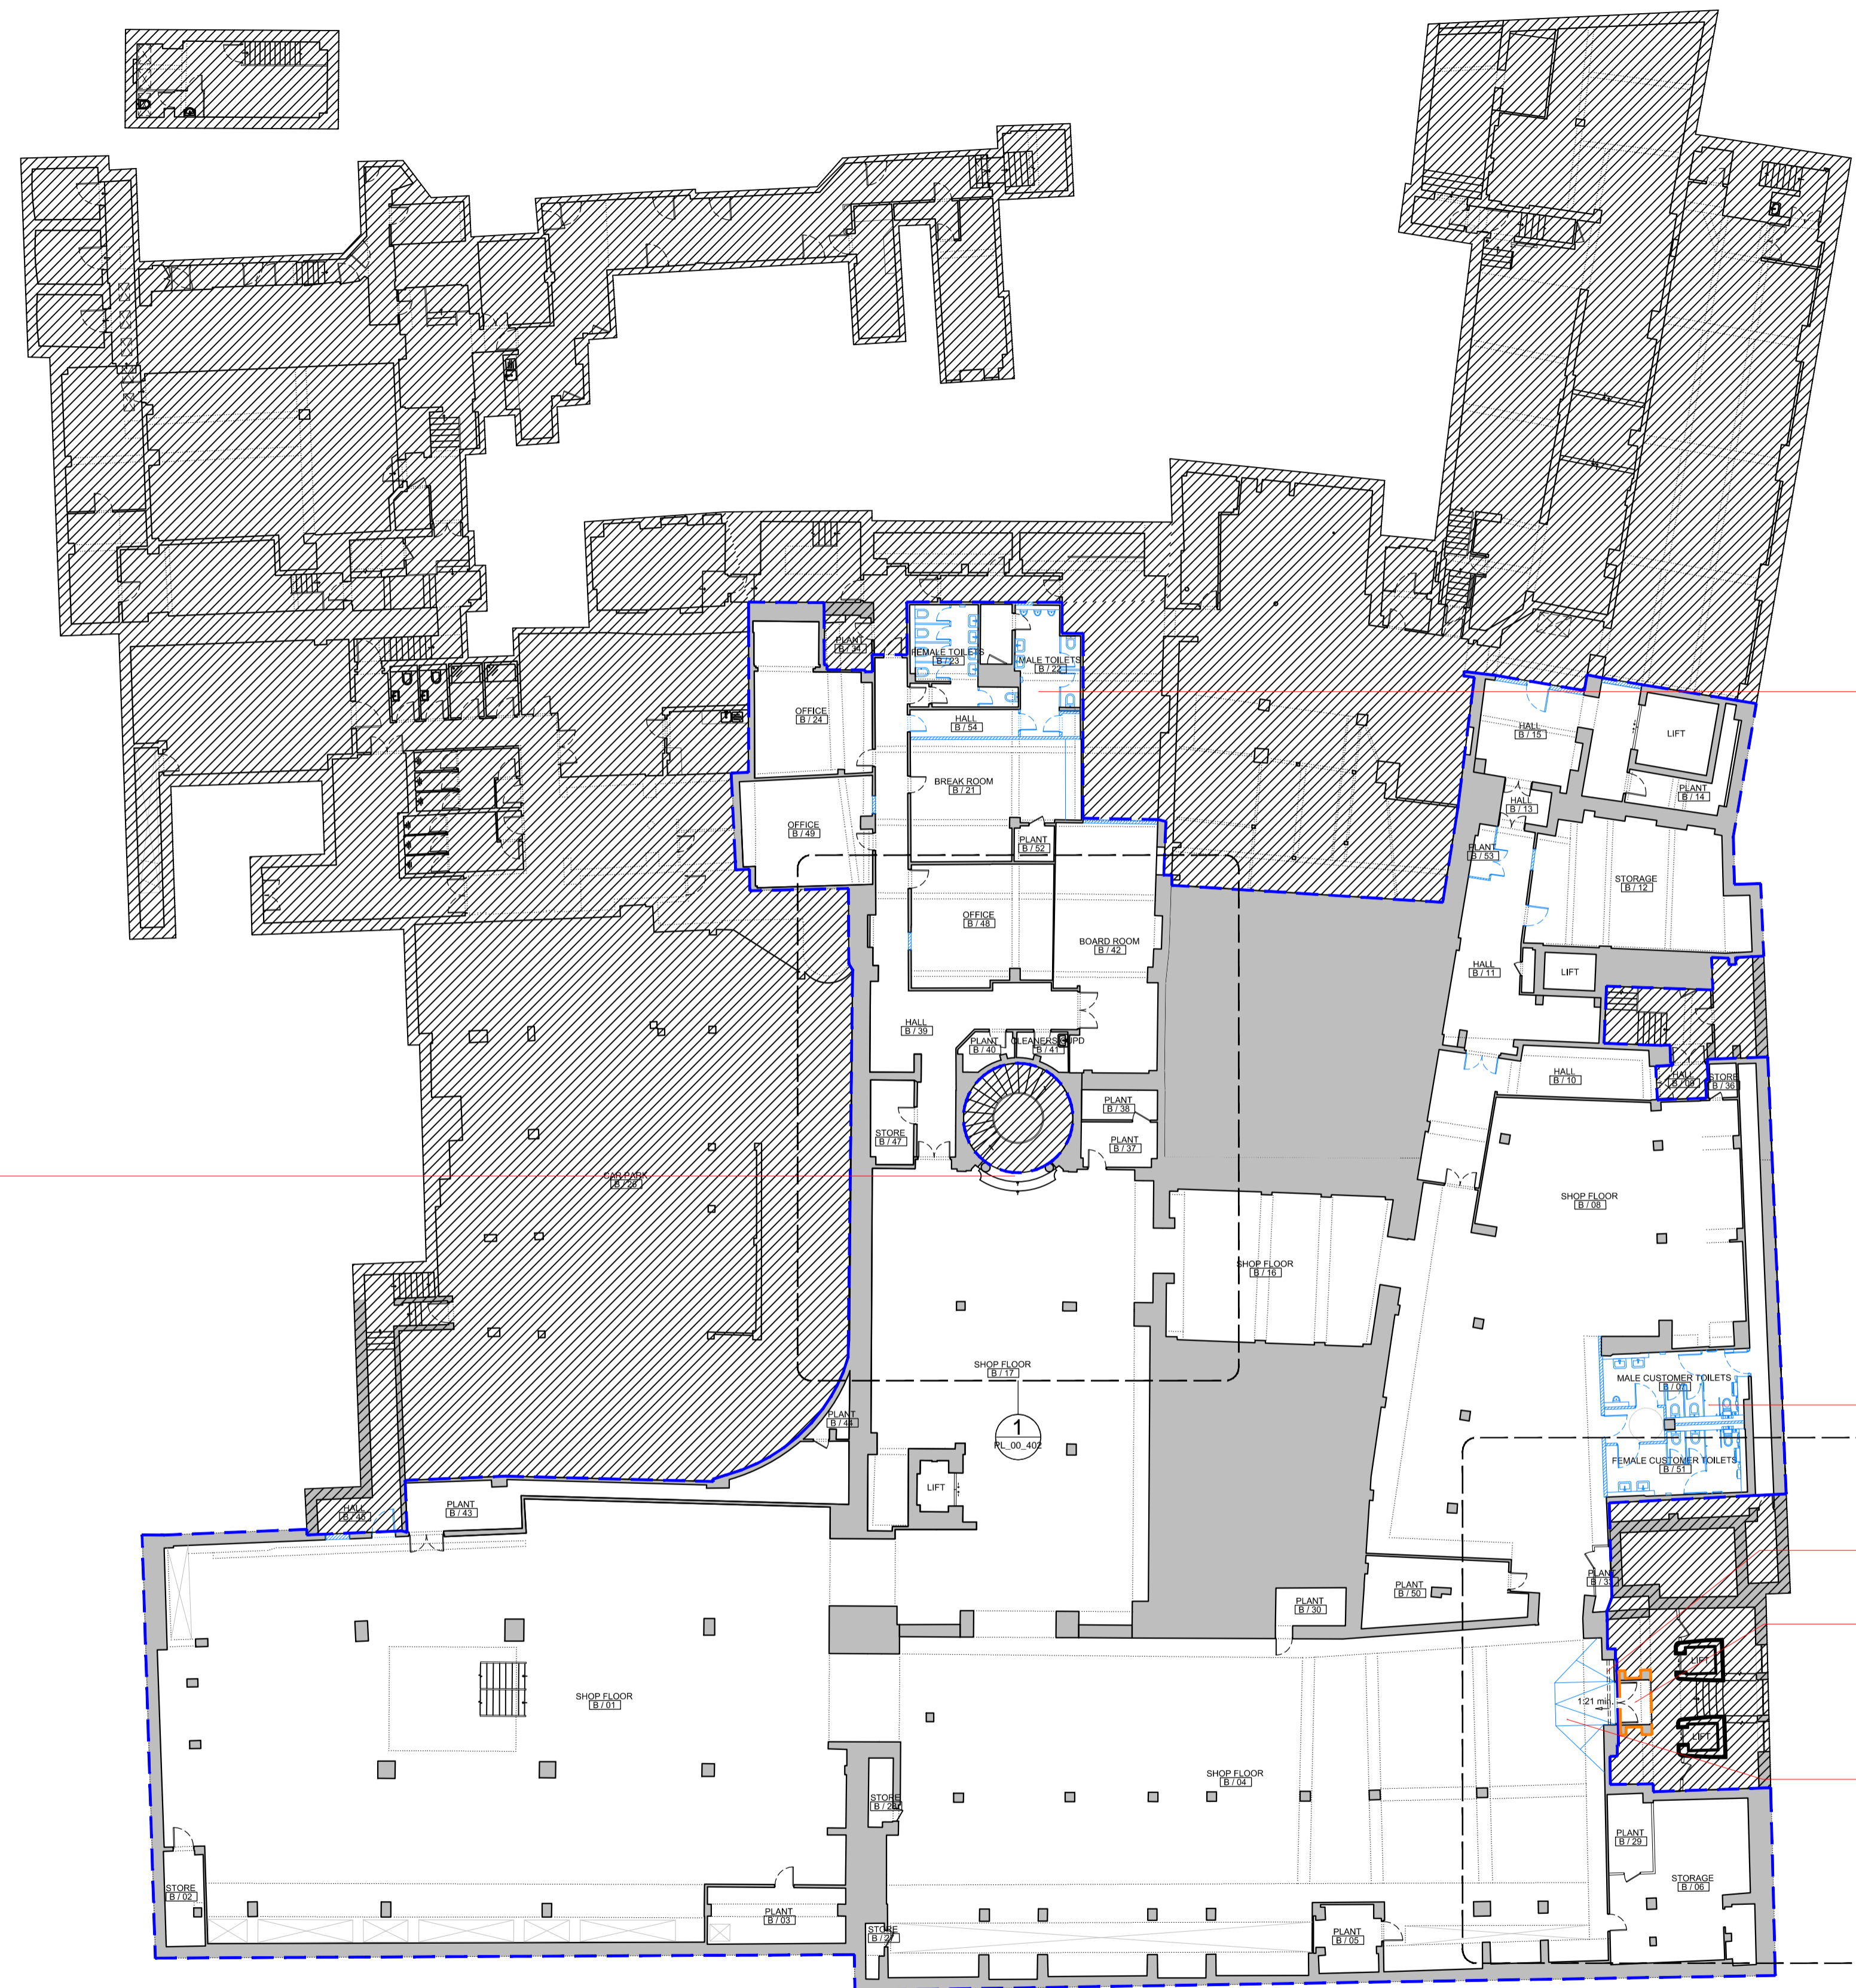 PLANT
B / 34
FEMALE TOILETS
B / 23
MALE TOILETS
B / 22
OFFICE
B / 24
HALL
B / 54
HALL
B / 15
LIFT
BREAK ROOM
B / 21
PLANT
B / 14
HALL
B / 13
OFFICE
B / 49
PLANT
B / 52
PLANT
B / 53
STORAGE
B / 12
OFFICE
B / 48
BOARD ROOM
B / 42
HALL
B / 11
LIFT
HALL
B / 39
PLANT
B / 40
CLEANERS CUPD
B / 41
HALL
B / 10
HALL
B / 09
STORE
B / 36
PLANT
B / 38
STORE
B / 47
PLANT
B / 37
CAR PARK
SHOP FLOOR
B / 08
SHOP FLOOR
B / 16
SHOP FLOOR
B / 17
MALE CUSTOMER TOILETS
B / 07
PLANT
B / 44
1
PL_00_402
FEMALE CUSTOMER TOILETS
B / 51
LIFT
HALL
PLANT
B / 43
PLANT
PLANT
B / 50
PLANT
B / 30
LIFT
1:21 min.
SHOP FLOOR
B / 01
LIFT
SHOP FLOOR
B / 04
STORE
PLANT
B / 29
STORE
B / 02
STORAGE
B / 06
PLANT
B / 03
STORE
B / 27
PLANT
B / 05